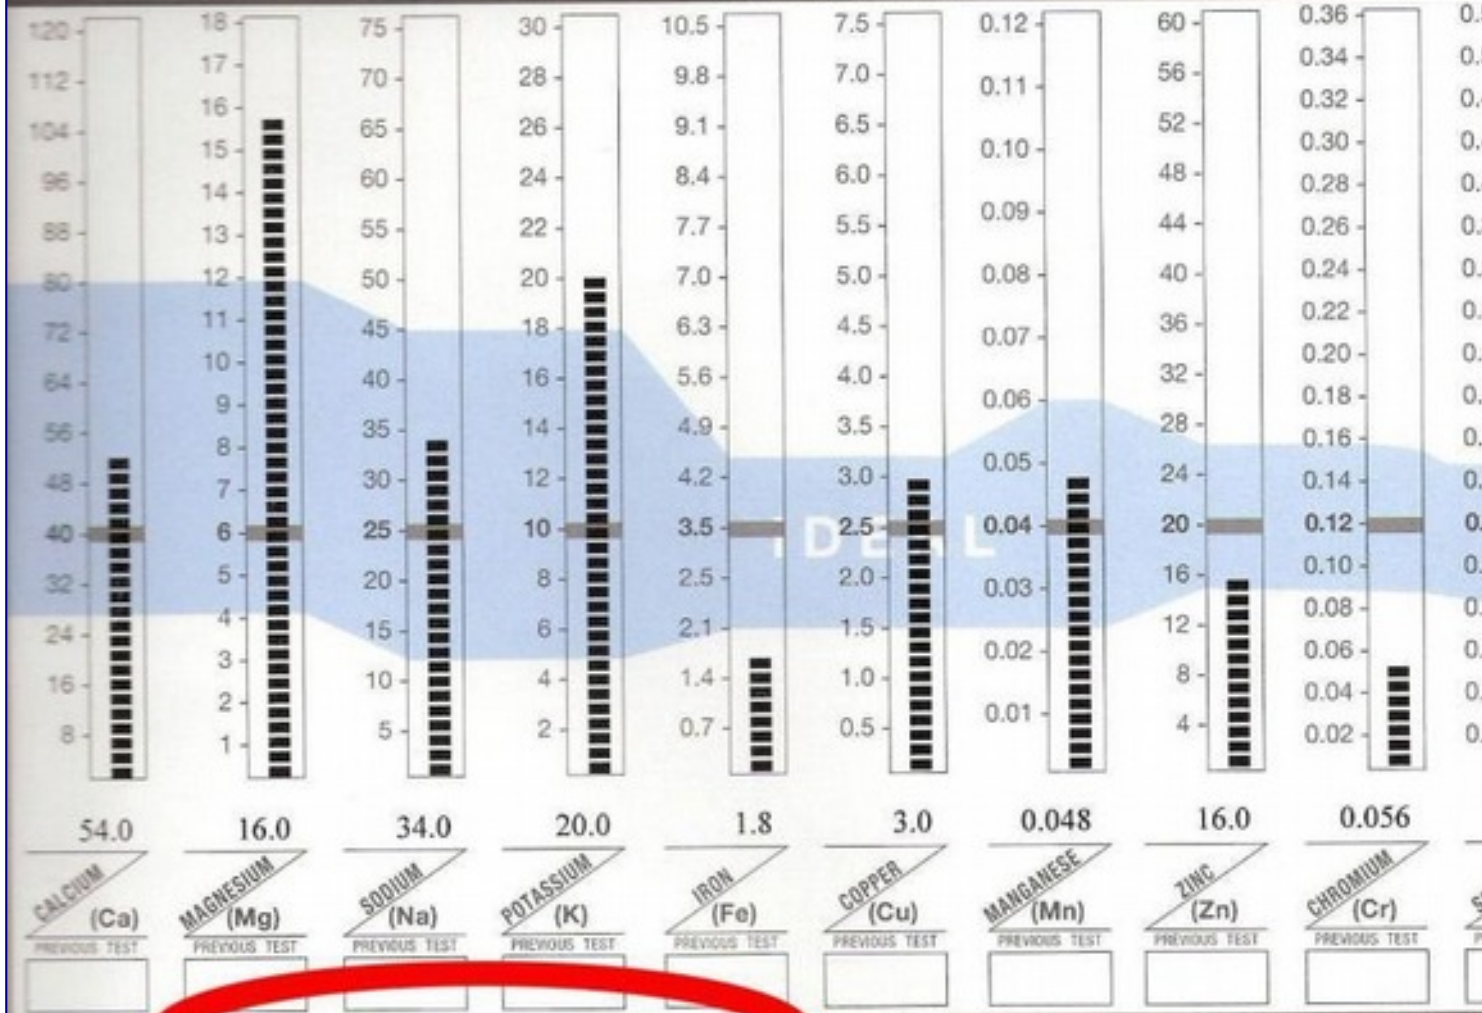 120 18 75 30 10.5 7.5 0.12 60 0.36
112 17 70 28 9.8 7.0 0.11 56 0.34
104 16 65 26 9.1 6.5 0.10 52 0.32
96 15 60 24 8.4 6.0 0.09 48 0.30
88 14 55 22 7.7 5.5 0.08 44 0.28
80 13 50 20 7.0 5.0 0.07 40 0.26
72 12 45 18 6.3 4.5 0.06 36 0.24
64 11 40 16 5.6 4.0 0.05 32 0.22
56 10 35 14 4.9 3.5 0.04 28 0.20
48 9 30 12 4.2 3.0 0.03 24 0.18
40 8 25 10 3.5 2.5 0.02 20 0.16
32 7 20 8 2.5 2.0 0.01 16 0.14
24 6 15 6 2.1 1.5 12 0.12
16 5 10 4 1.4 1.0 8 0.10
8 4 5 2 0.7 0.5 4 0.08
3 0.06
2 0.04
1 0.02
IDEAL
54.0 16.0 34.0 20.0 1.8 3.0 0.048 16.0 0.056
CALCIUM MAGNESIUM SODIUM POTASSIUM IRON COPPER MANGANESE ZINC CHROMIUM
(Ca) (Mg) (Na) (K) (Fe) (Cu) (Mn) (Zn) (Cr)
PREVIOUS TEST PREVIOUS TEST PREVIOUS TEST PREVIOUS TEST PREVIOUS TEST PREVIOUS TEST PREVIOUS TEST PREVIOUS TEST PREVIOUS TEST